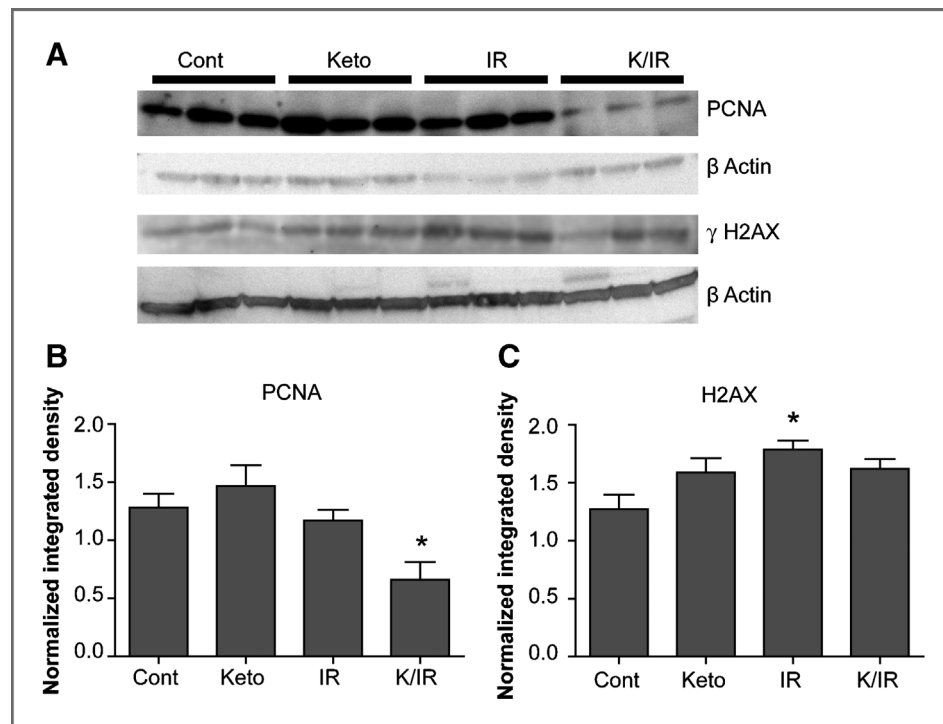 A
Cont Keto IR K/IR
PCNA
β Actin
γ H2AX
β Actin
B
PCNA
Normalized integrated density
2.0
1.5
1.0
0.5
0.0
*
Cont Keto IR K/IR
C
H2AX
Normalized integrated density
2.0
1.5
1.0
0.5
0.0
*
Cont Keto IR K/IR